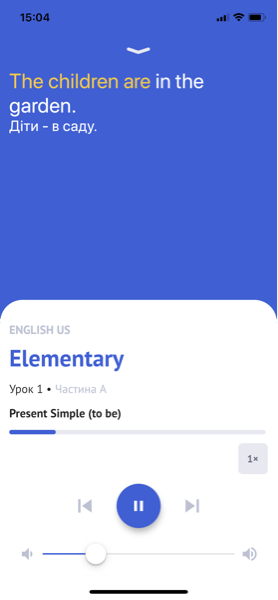 15:04
The children are in the
garden.
Діти - в саду.
ENGLISH US
Elementary
Урок 1 • Частина А
Present Simple (to be)
1×